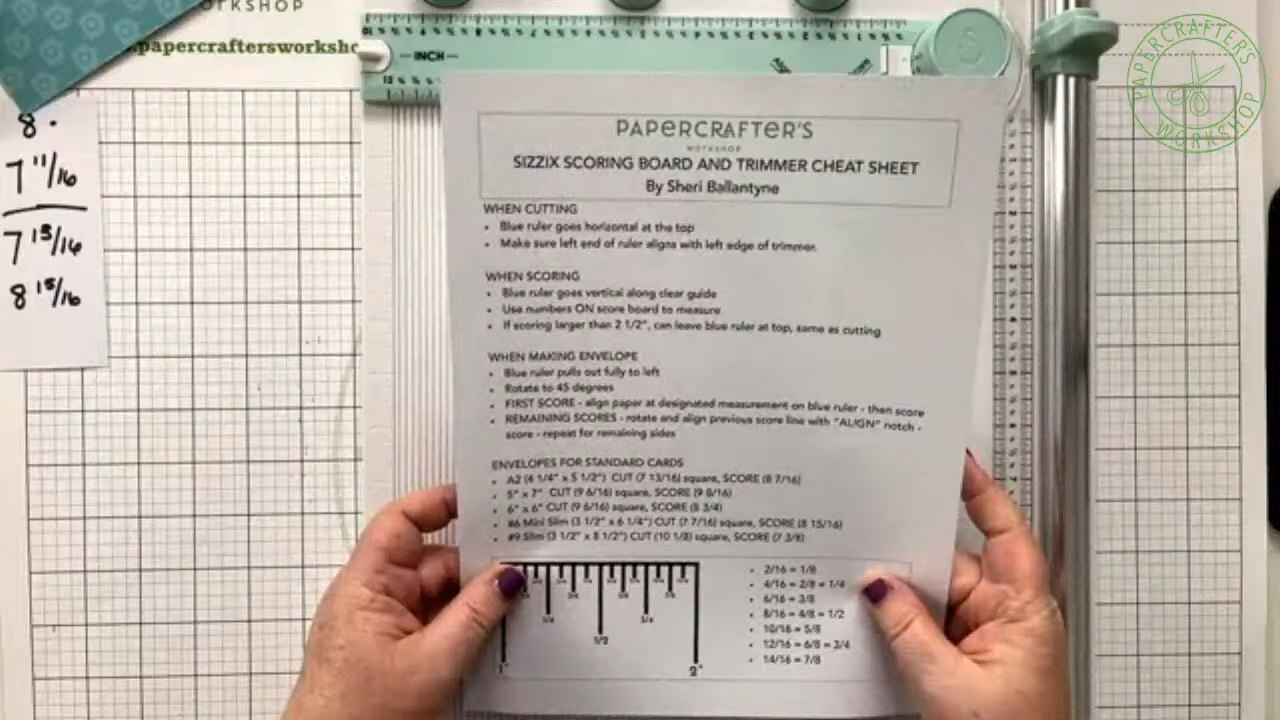 ORKSHOP
papercraftersworksho
INCH
PAPERCRAFTER'S WORKSHOP
8
7 11/16
7 13/16
8 15/16
PAPERCRAFTER'S
WORKSHOP
SIZZIX SCORING BOARD AND TRIMMER CHEAT SHEET
By Sheri Ballantyne
WHEN CUTTING
• Blue ruler goes horizontal at the top
• Make sure left end of ruler aligns with left edge of trimmer.
WHEN SCORING
• Blue ruler goes vertical along clear guide
• Use numbers ON score board to measure
• If scoring larger than 2 1/2", can leave blue ruler at top, same as cutting
WHEN MAKING ENVELOPE
• Blue ruler pulls out fully to left
• Rotate to 45 degrees
• FIRST SCORE - align paper at designated measurement on blue ruler - then score
• REMAINING SCORES - rotate and align previous score line with "ALIGN" notch -
score - repeat for remaining sides
ENVELOPES FOR STANDARD CARDS
• A2 (4 1/4" x 5 1/2") CUT (7 13/16) square, SCORE (8 7/16)
• 5" x 7" CUT (9 6/16) square, SCORE (9 8/16)
• 6" x 6" CUT (9 6/16) square, SCORE (8 3/4)
• #6 Mini Slim (3 1/2" x 6 1/4") CUT (7 7/16) square, SCORE (8 15/16)
• #9 Slim (3 1/2" x 8 1/2") CUT (10 1/8) square, SCORE (7 3/8)
1/4
1/2
3/4
1"
2"
• 2/16 = 1/8
• 4/16 = 2/8 = 1/4
• 6/16 = 3/8
• 8/16 = 4/8 = 1/2
• 10/16 = 5/8
• 12/16 = 6/8 = 3/4
• 14/16 = 7/8